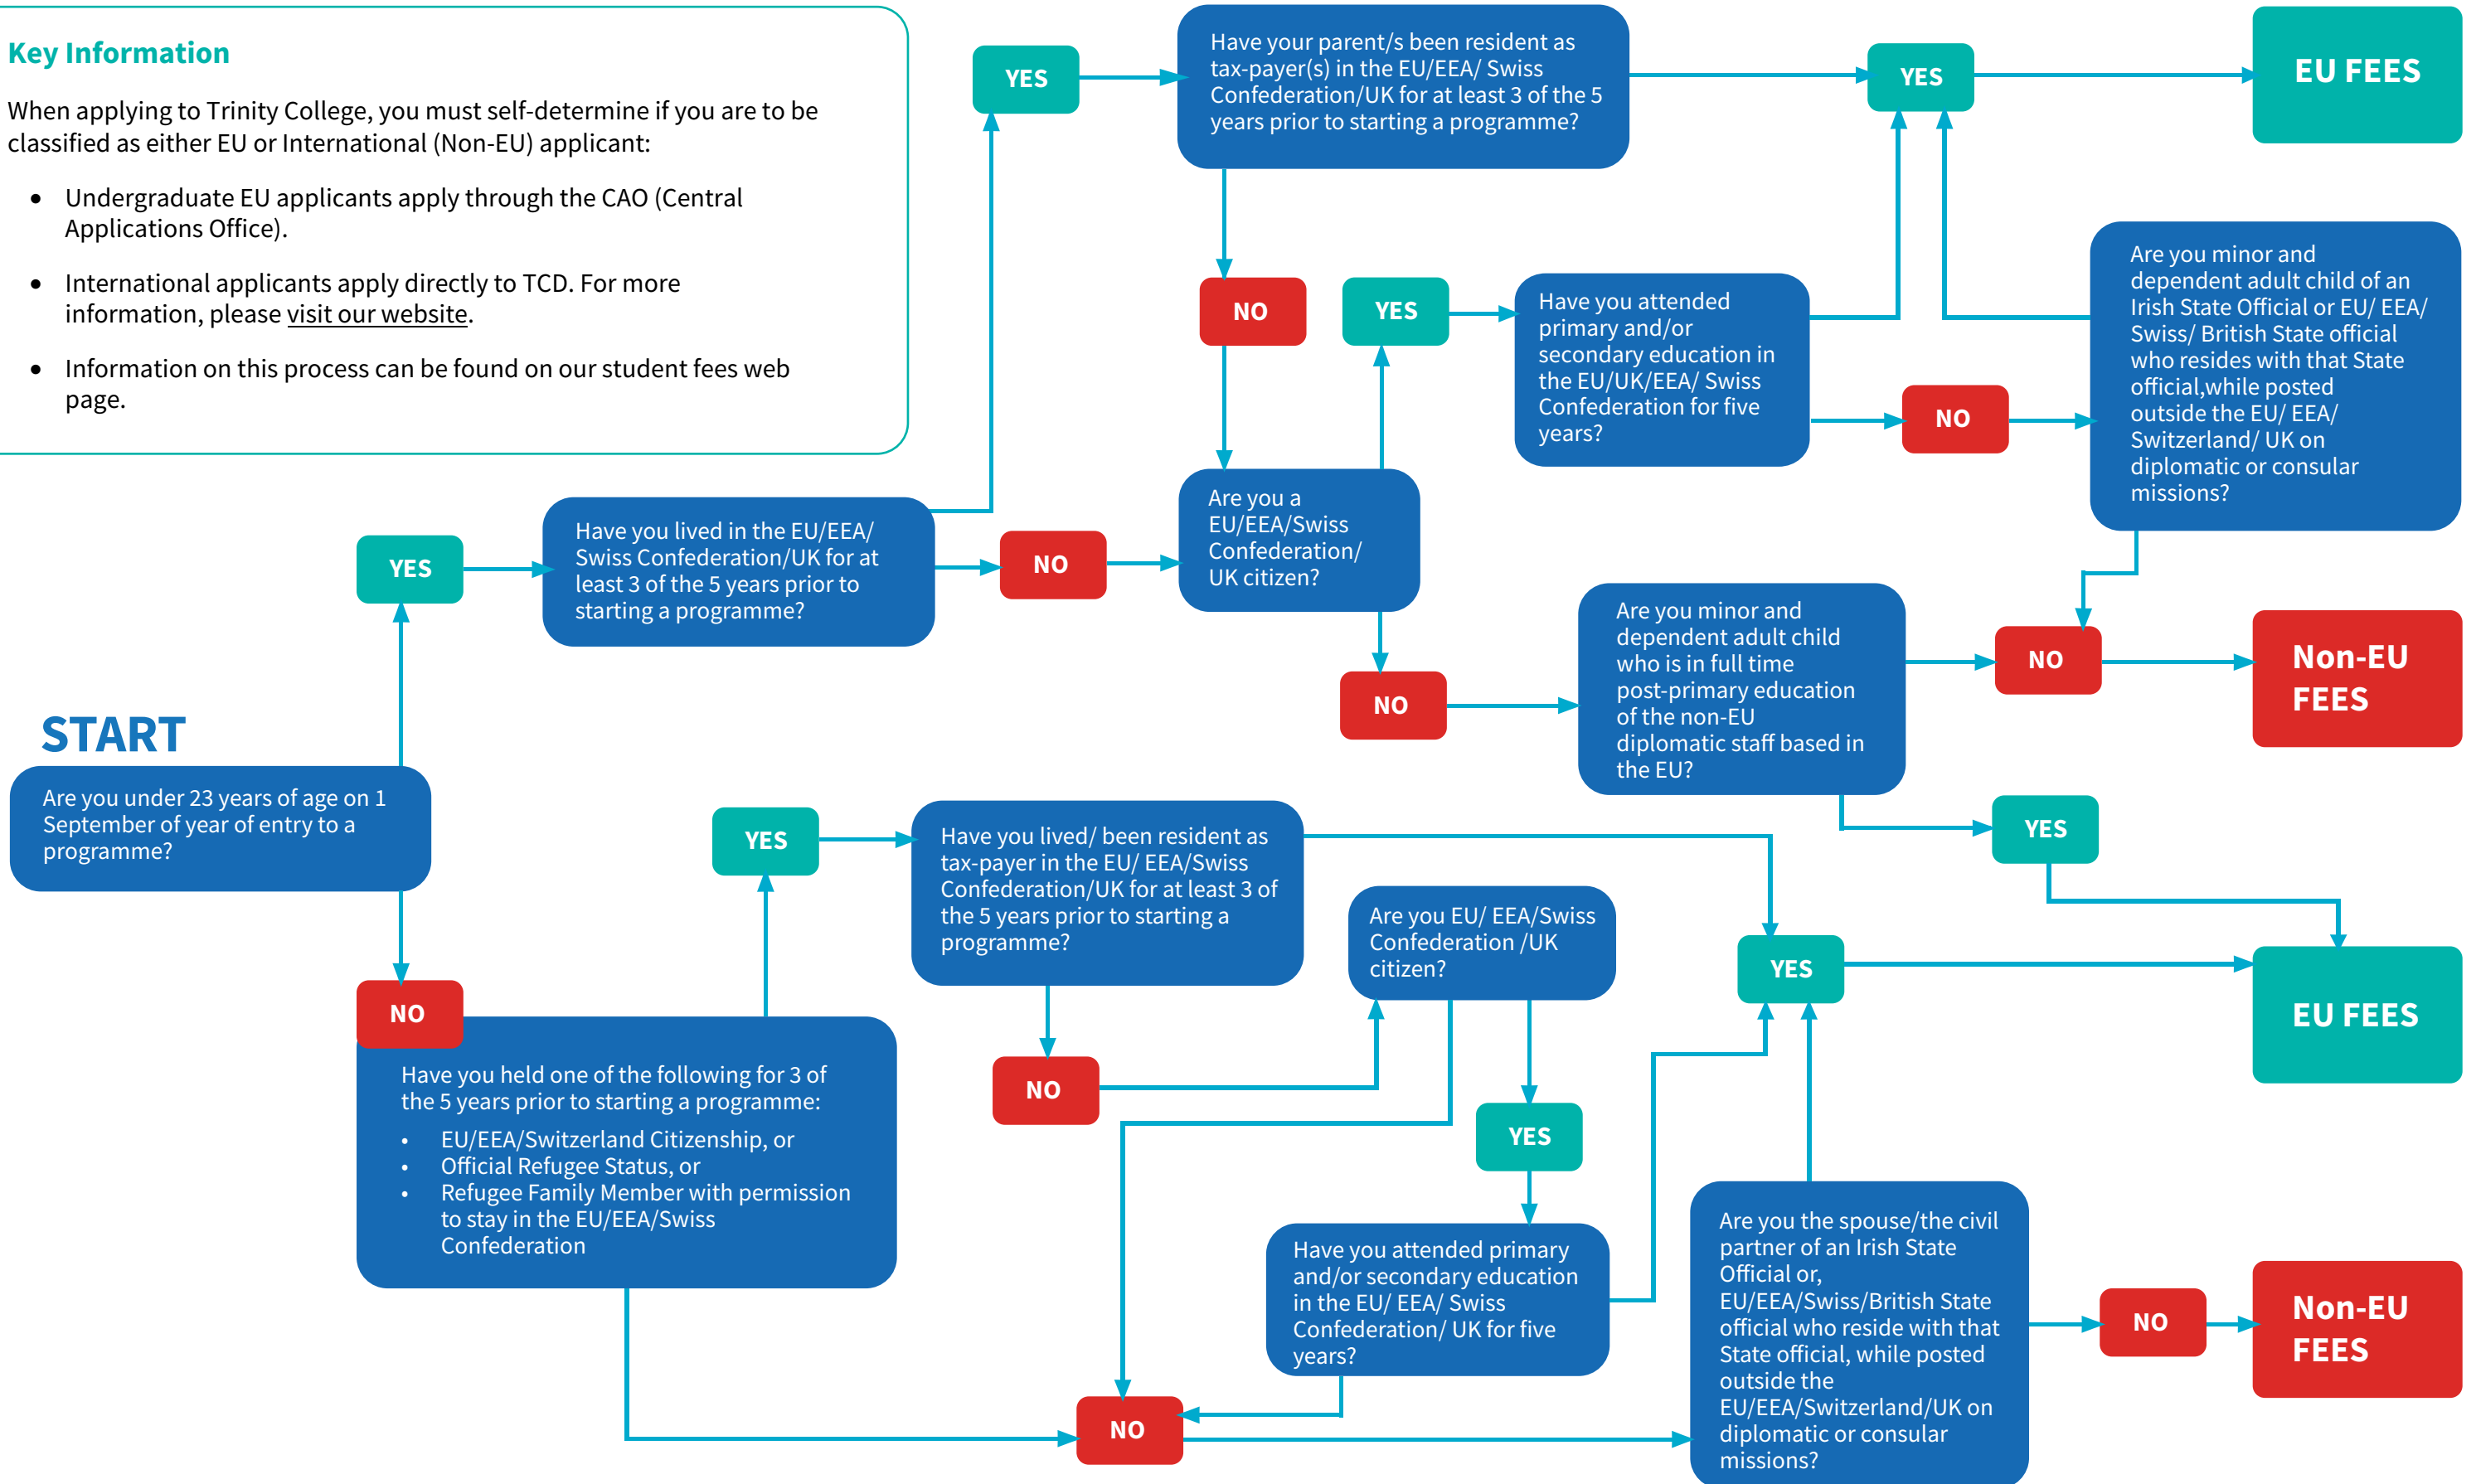 Key Information
When applying to Trinity College, you must self-determine if you are to be
classified as either EU or International (Non-EU) applicant:
• Undergraduate EU applicants apply through the CAO (Central
Applications Office).
• International applicants apply directly to TCD. For more
information, please visit our website.
• Information on this process can be found on our student fees web
page.
YES
Have your parent/s been resident as
tax-payer(s) in the EU/EEA/ Swiss
Confederation/UK for at least 3 of the 5
years prior to starting a programme?
YES
EU FEES
NO
YES
Have you attended
primary and/or
secondary education in
the EU/UK/EEA/ Swiss
Confederation for five
years?
NO
Are you minor and
dependent adult child of an
Irish State Official or EU/ EEA/
Swiss/ British State official
who resides with that State
official,while posted
outside the EU/ EEA/
Switzerland/ UK on
diplomatic or consular
missions?
YES
Have you lived in the EU/EEA/
Swiss Confederation/UK for at
least 3 of the 5 years prior to
starting a programme?
NO
Are you a
EU/EEA/Swiss
Confederation/
UK citizen?
NO
Are you minor and
dependent adult child
who is in full time
post-primary education
of the non-EU
diplomatic staff based in
the EU?
NO
Non-EU
FEES
START
Are you under 23 years of age on 1
September of year of entry to a
programme?
YES
Have you lived/ been resident as
tax-payer in the EU/ EEA/Swiss
Confederation/UK for at least 3 of
the 5 years prior to starting a
programme?
YES
Are you EU/ EEA/Swiss
Confederation /UK
citizen?
YES
EU FEES
NO
Have you held one of the following for 3 of
the 5 years prior to starting a programme:
• EU/EEA/Switzerland Citizenship, or
• Official Refugee Status, or
• Refugee Family Member with permission
to stay in the EU/EEA/Swiss
Confederation
NO
YES
Have you attended primary
and/or secondary education
in the EU/ EEA/ Swiss
Confederation/ UK for five
years?
NO
Are you the spouse/the civil
partner of an Irish State
Official or,
EU/EEA/Swiss/British State
official who reside with that
State official, while posted
outside the
EU/EEA/Switzerland/UK on
diplomatic or consular
missions?
NO
Non-EU
FEES